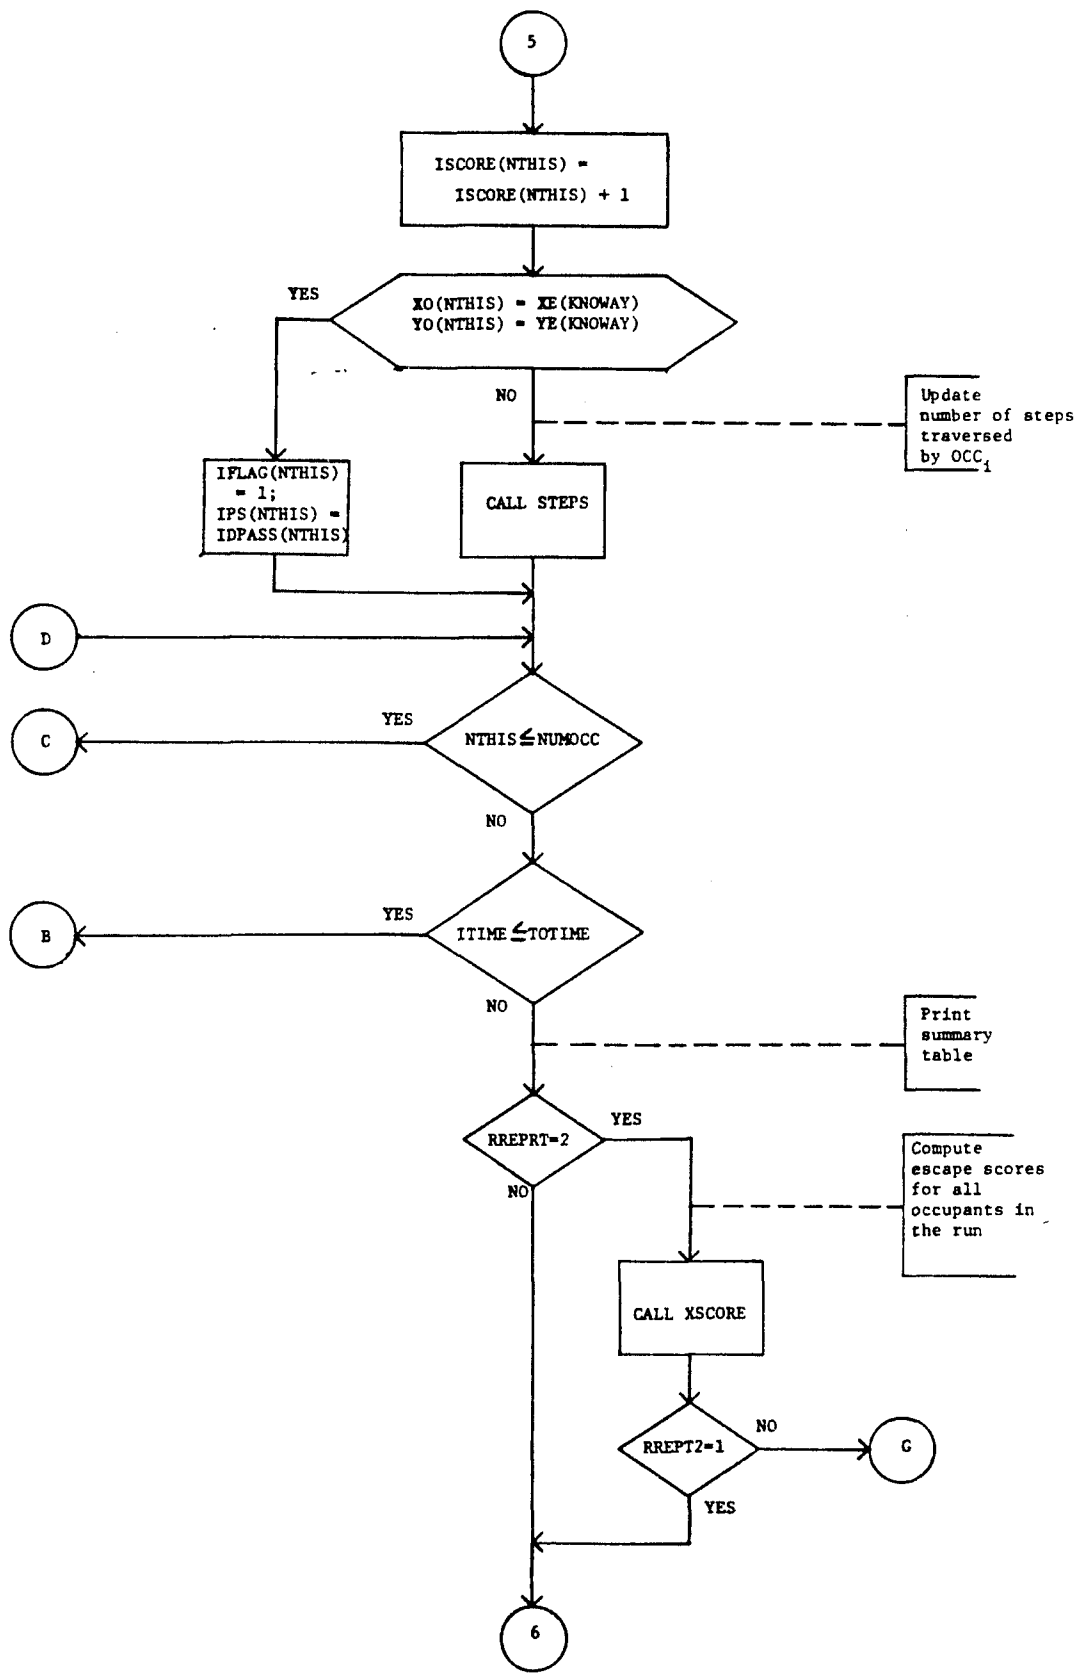 5
ISCORE(NTHIS) =
ISCORE(NTHIS) + 1
YES
XO(NTHIS) = XE(KNOWAY)
YO(NTHIS) = YE(KNOWAY)
NO
Update
number of steps
traversed
by OCCi
IFLAG(NTHIS)
= 1;
IPS(NTHIS) =
IDPASS(NTHIS)
CALL STEPS
D
YES
C
NTHIS≤NUMOCC
NO
YES
B
ITIME≤TOTIME
NO
Print
summary
table
RREPRT=2
YES
NO
Compute
escape scores
for all
occupants in
the run
CALL XSCORE
RREPT2=1
NO
G
YES
6